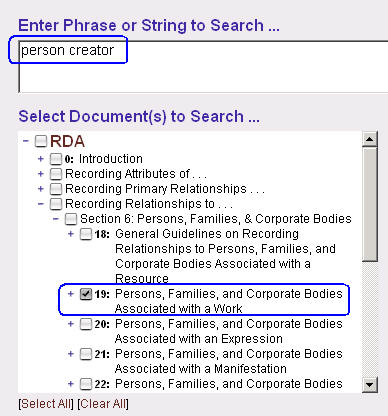 Enter Phrase or String to Search ...
person creator
Select Document(s) to Search ...
− RDA
+ 0: Introduction
+ Recording Attributes of . . .
+ Recording Primary Relationships . . .
− Recording Relationships to . . .
− Section 6: Persons, Families, & Corporate Bodies
+ 18: General Guidelines on Recording
Relationships to Persons, Families, and
Corporate Bodies Associated with a
Resource
+ 19: Persons, Families, and Corporate Bodies
Associated with a Work
+ 20: Persons, Families, and Corporate Bodies
Associated with an Expression
+ 21: Persons, Families, and Corporate Bodies
Associated with a Manifestation
+ 22: Persons, Families, and Corporate Bodies
[Select All] [Clear All]